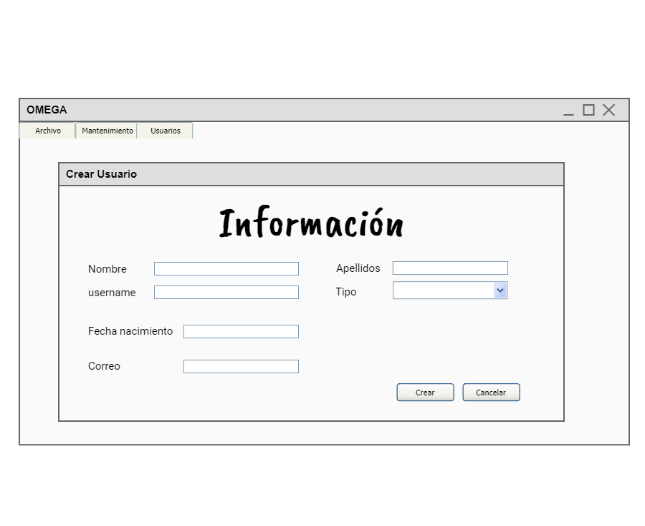 OMEGA
Archivo Mantenimiento Usuarios
Crear Usuario
Información
Nombre Apellidos
username Tipo
Fecha nacimiento
Correo
Crear Cancelar